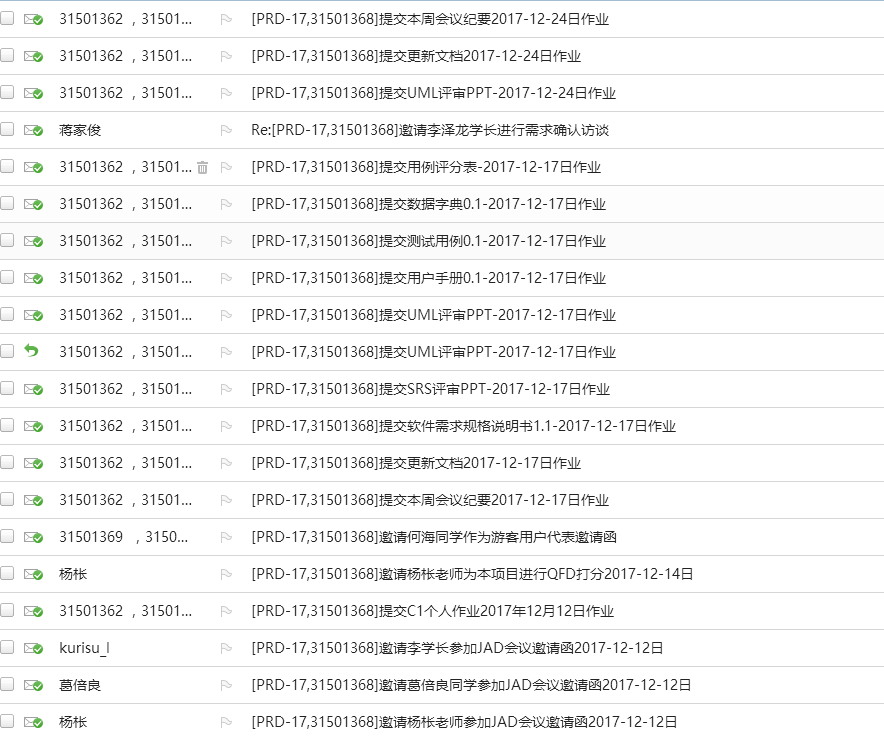 31501362 , 31501... [PRD-17,31501368]提交本周会议纪要2017-12-24日作业
31501362 , 31501... [PRD-17,31501368]提交更新文档2017-12-24日作业
31501362 , 31501... [PRD-17,31501368]提交UML评审PPT-2017-12-24日作业
蒋家俊 Re:[PRD-17,31501368]邀请李泽龙学长进行需求确认访谈
31501362 , 31501... [PRD-17,31501368]提交用例评分表-2017-12-17日作业
31501362 , 31501... [PRD-17,31501368]提交数据字典0.1-2017-12-17日作业
31501362 , 31501... [PRD-17,31501368]提交测试用例0.1-2017-12-17日作业
31501362 , 31501... [PRD-17,31501368]提交用户手册0.1-2017-12-17日作业
31501362 , 31501... [PRD-17,31501368]提交UML评审PPT-2017-12-17日作业
31501362 , 31501... [PRD-17,31501368]提交UML评审PPT-2017-12-17日作业
31501362 , 31501... [PRD-17,31501368]提交SRS评审PPT-2017-12-17日作业
31501362 , 31501... [PRD-17,31501368]提交软件需求规格说明书1.1-2017-12-17日作业
31501362 , 31501... [PRD-17,31501368]提交更新文档2017-12-17日作业
31501362 , 31501... [PRD-17,31501368]提交本周会议纪要2017-12-17日作业
31501369 , 3150... [PRD-17,31501368]邀请何海同学作为游客用户代表邀请函
杨枨 [PRD-17,31501368]邀请杨枨老师为本项目进行QFD打分2017-12-14日
31501362 , 31501... [PRD-17,31501368]提交C1个人作业2017年12月12日作业
kurisu_l [PRD-17,31501368]邀请李学长参加JAD会议邀请函2017-12-12日
葛倍良 [PRD-17,31501368]邀请葛倍良同学参加JAD会议邀请函2017-12-12日
杨枨 [PRD-17,31501368]邀请杨枨老师参加JAD会议邀请函2017-12-12日